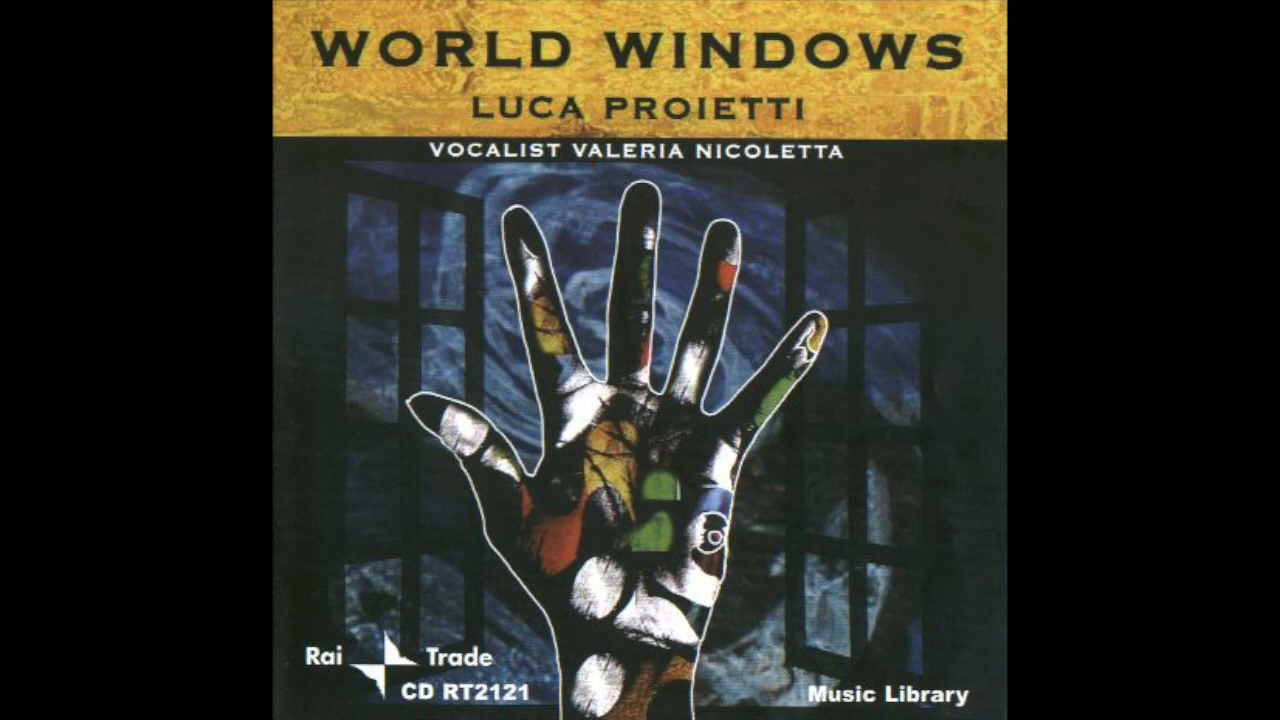 WORLD WINDOWS
LUCA PROIETTI
VOCALIST VALERIA NICOLETTA
Rai Trade
CD RT2121
Music Library